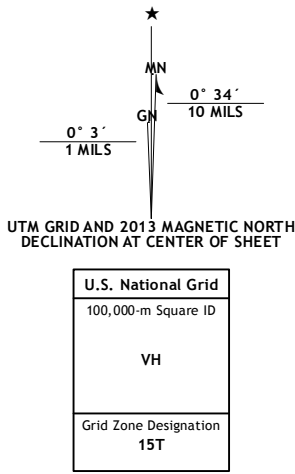 ★
MN
0° 34´
10 MILS
GN
0° 3´
1 MILS
UTM GRID AND 2013 MAGNETIC NORTH
DECLINATION AT CENTER OF SHEET
U.S. National Grid
100,000-m Square ID
VH
Grid Zone Designation
15T